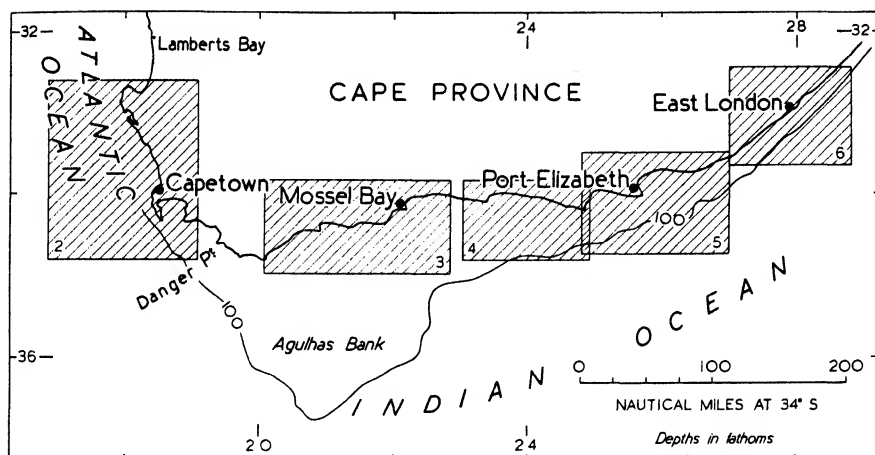 -32
24
28
-32-
Lamberts Bay
ATLANTIC
OCEAN
CAPE PROVINCE
East London
6
Capetown
Mossel Bay
Port-Elizabeth
100
2
3
4
5
Danger Pt.
100
Agulhas Bank
-36
INDIAN OCEAN
0 100 200
NAUTICAL MILES AT 34° S
20
24
Depths in fathoms